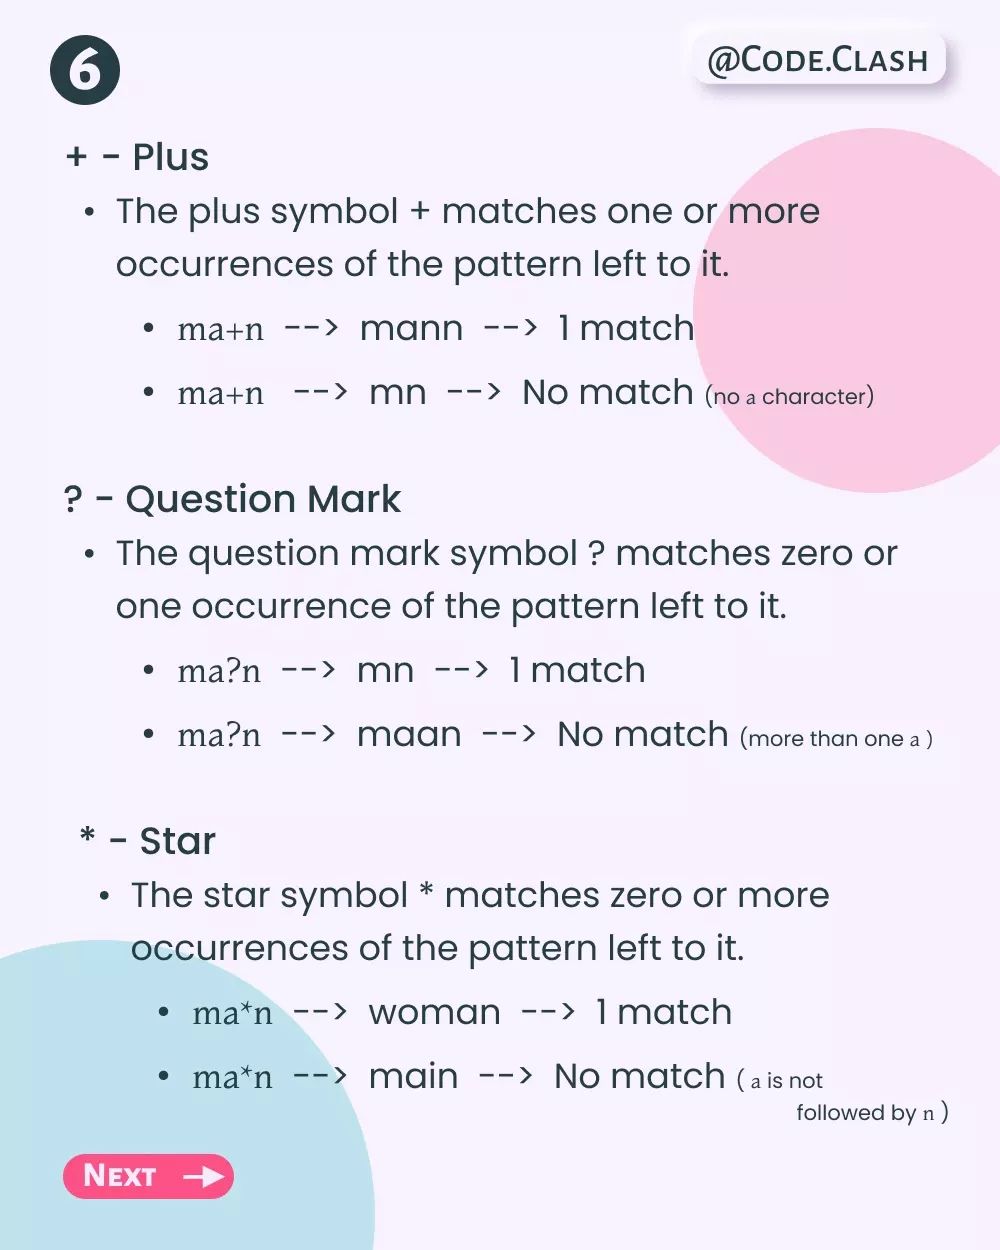 6
@Code.Clash
+ - Plus
• The plus symbol + matches one or more
occurrences of the pattern left to it.
• ma+n --> mann --> 1 match
• ma+n --> mn --> No match (no a character)
? - Question Mark
• The question mark symbol ? matches zero or
one occurrence of the pattern left to it.
• ma?n --> mn --> 1 match
• ma?n --> maan --> No match (more than one a )
* - Star
• The star symbol * matches zero or more
occurrences of the pattern left to it.
• ma*n --> woman --> 1 match
• ma*n --> main --> No match ( a is not
followed by n )
Next →